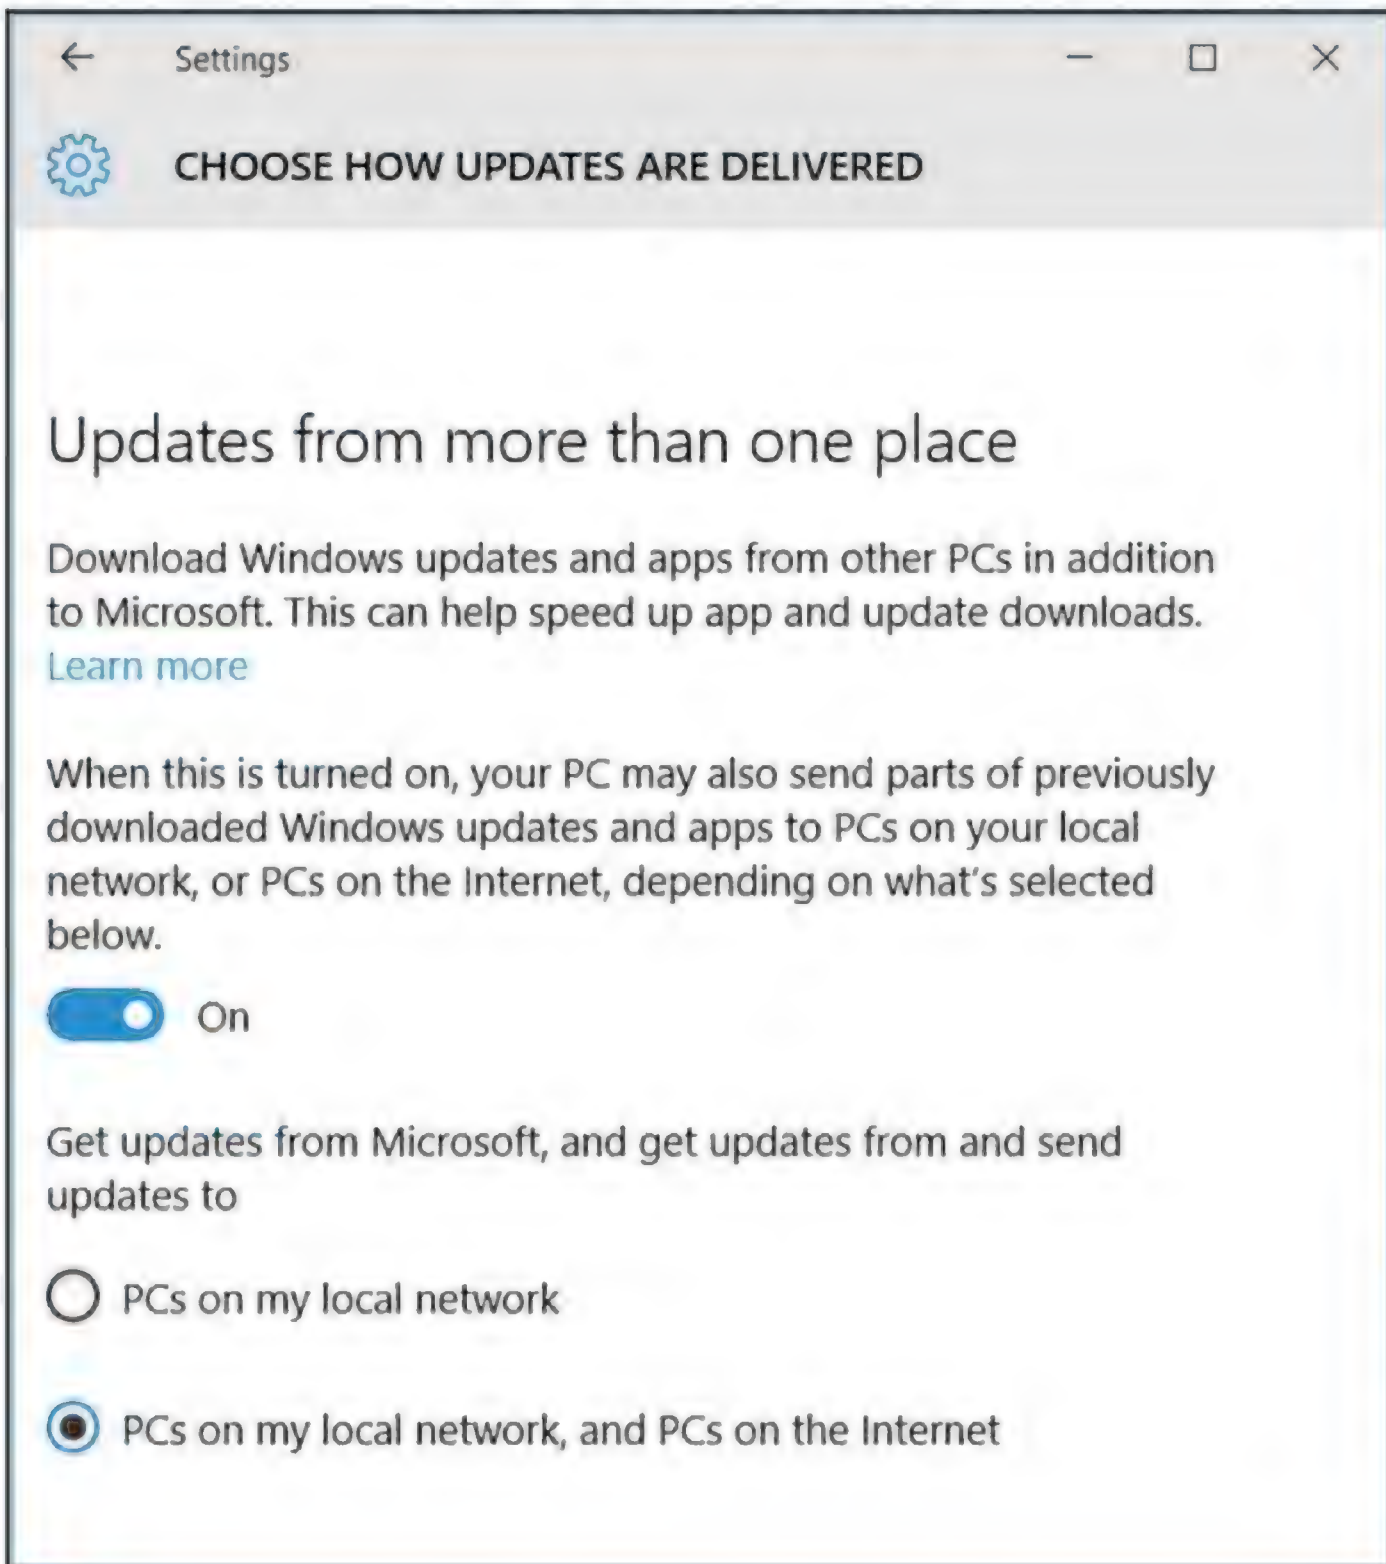 Settings
CHOOSE HOW UPDATES ARE DELIVERED
Updates from more than one place
Download Windows updates and apps from other PCs in addition
to Microsoft. This can help speed up app and update downloads.
Learn more
When this is turned on, your PC may also send parts of previously
downloaded Windows updates and apps to PCs on your local
network, or PCs on the Internet, depending on what's selected
below.
On
Get updates from Microsoft, and get updates from and send
updates to
PCs on my local network
PCs on my local network, and PCs on the Internet